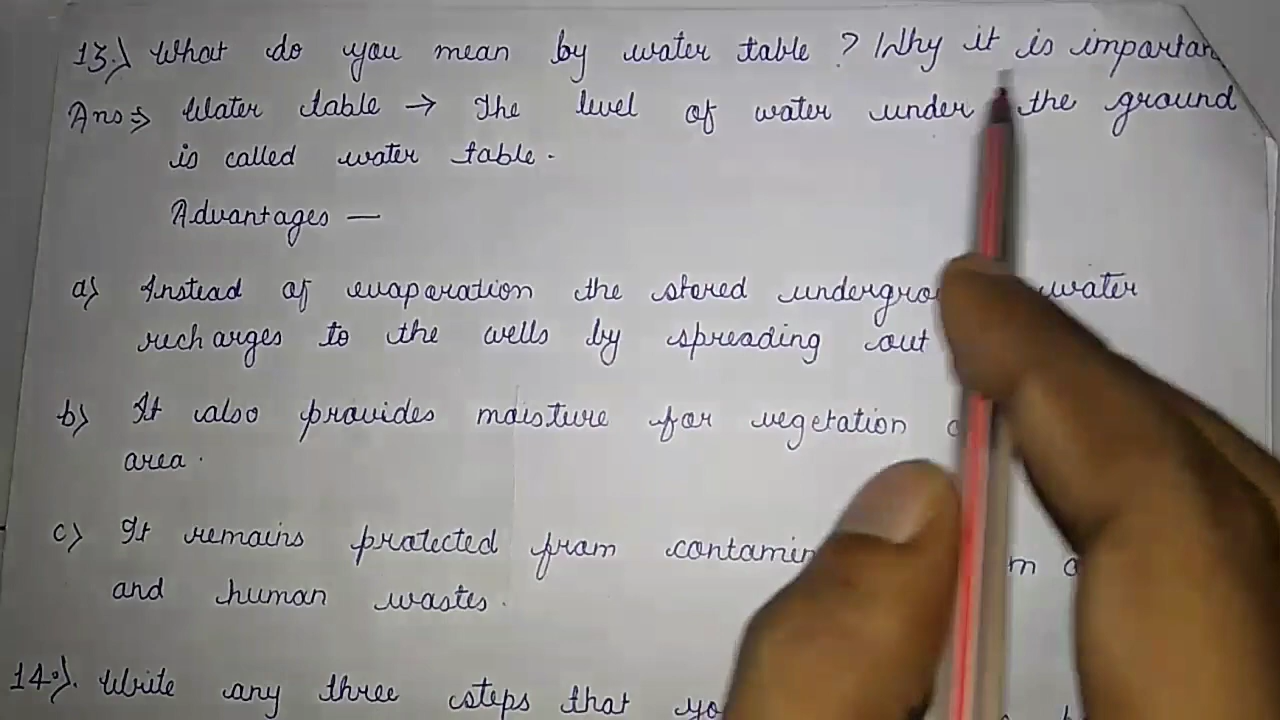 13.) What do you mean by water table ? Why it is importan
Ans ⇒ Water table → The level of water under the ground
is called water table.
Advantages —
a) Instead of evaporation the stored undergro water
recharges to the wells by spreading out
b) It also provides moisture for vegetation
area.
c) It remains protected from contamin
and human wastes.
14). Write any three steps that yo